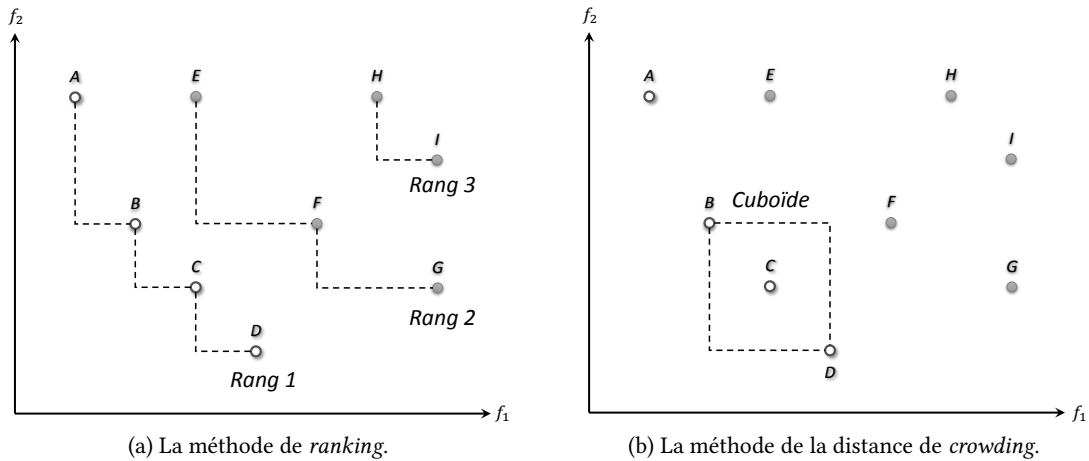 f₂
A
E
H
I
Rang 3
B
F
C
G
Rang 2
D
Rang 1
f₁
(a) La méthode de ranking.
f₂
A
E
H
I
B
Cuboïde
F
C
G
D
f₁
(b) La méthode de la distance de crowding.